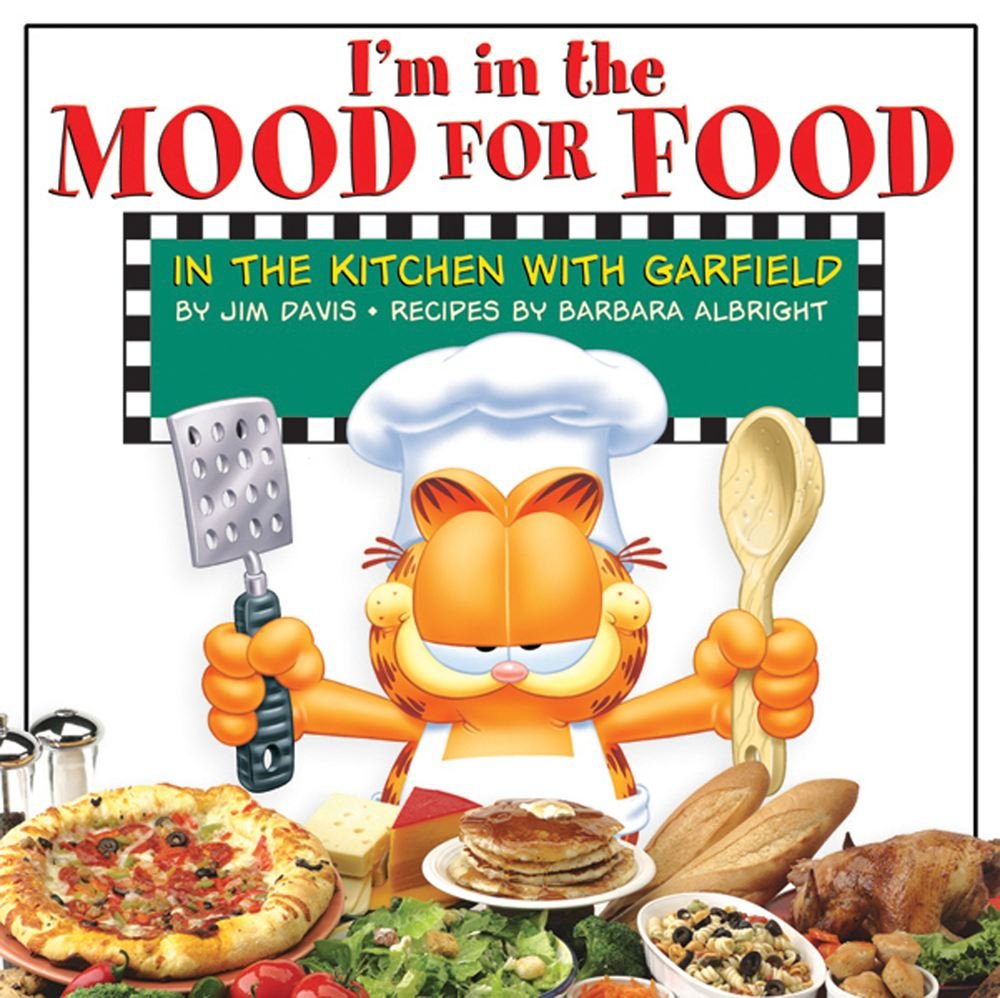 I'm in the
MOOD FOR FOOD
IN THE KITCHEN WITH GARFIELD
BY JIM DAVIS • RECIPES BY BARBARA ALBRIGHT